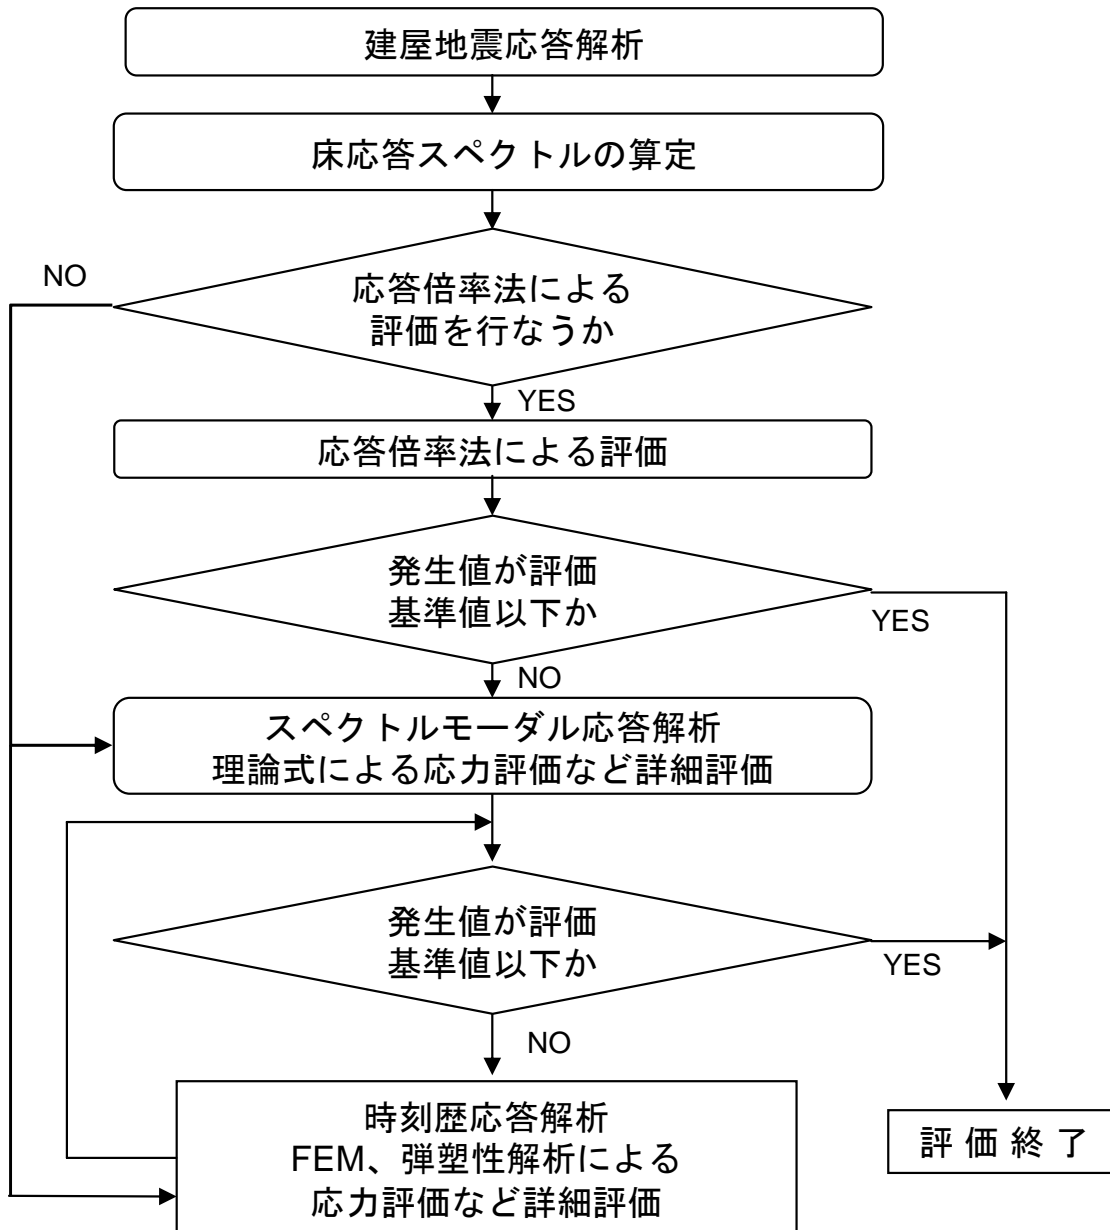 建屋地震応答解析
床応答スペクトルの算定
NO
応答倍率法による
評価を行なうか
YES
応答倍率法による評価
発生値が評価
基準値以下か
YES
NO
スペクトルモーダル応答解析
理論式による応力評価など詳細評価
発生値が評価
基準値以下か
YES
NO
時刻歴応答解析
FEM、弾塑性解析による
応力評価など詳細評価
評価終了